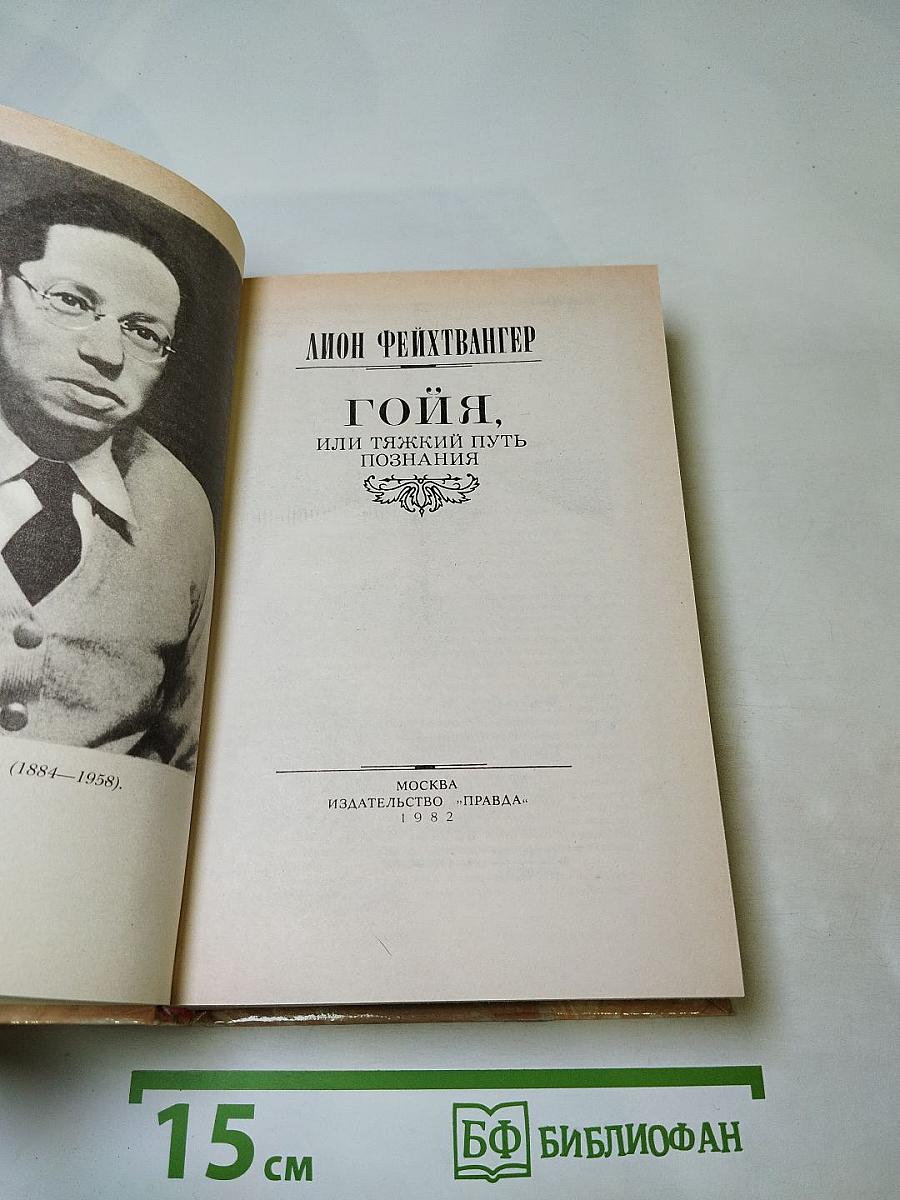 (1884—1958).
ЛИОН ФЕЙХТВАНГЕР
ГОЙЯ,
ИЛИ ТЯЖКИЙ ПУТЬ
ПОЗНАНИЯ
МОСКВА
ИЗДАТЕЛЬСТВО „ПРАВДА“
1982
15 см
БФ БИБЛИОФАН